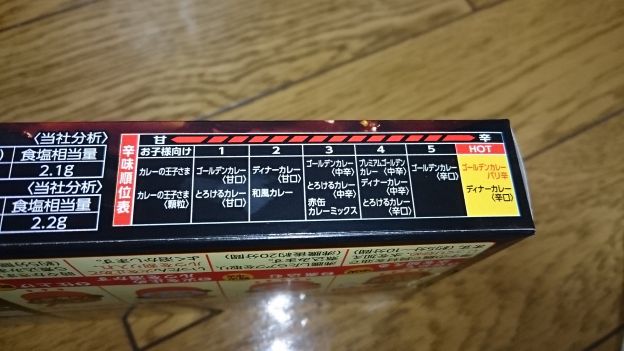 〈当社分析〉
食塩相当量
2.1g
〈当社分析〉
食塩相当量
2.2g
辛味順位表
甘 辛
お子様向け 1 2 3 4 5 HOT
カレーの王子さま
カレーの王子さま
〈顆粒〉
ゴールデンカレー
〈甘口〉
とろけるカレー
〈甘口〉
ディナーカレー
〈甘口〉
和風カレー
ゴールデンカレー
〈中辛〉
とろけるカレー
〈中辛〉
赤缶
カレーミックス
プレミアムゴールデン
カレー〈中辛〉
ディナーカレー
〈中辛〉
とろけるカレー
〈辛口〉
ゴールデンカレー
〈辛口〉
ゴールデンカレー
バリ辛
ディナーカレー
〈辛口〉
よく溶かします。